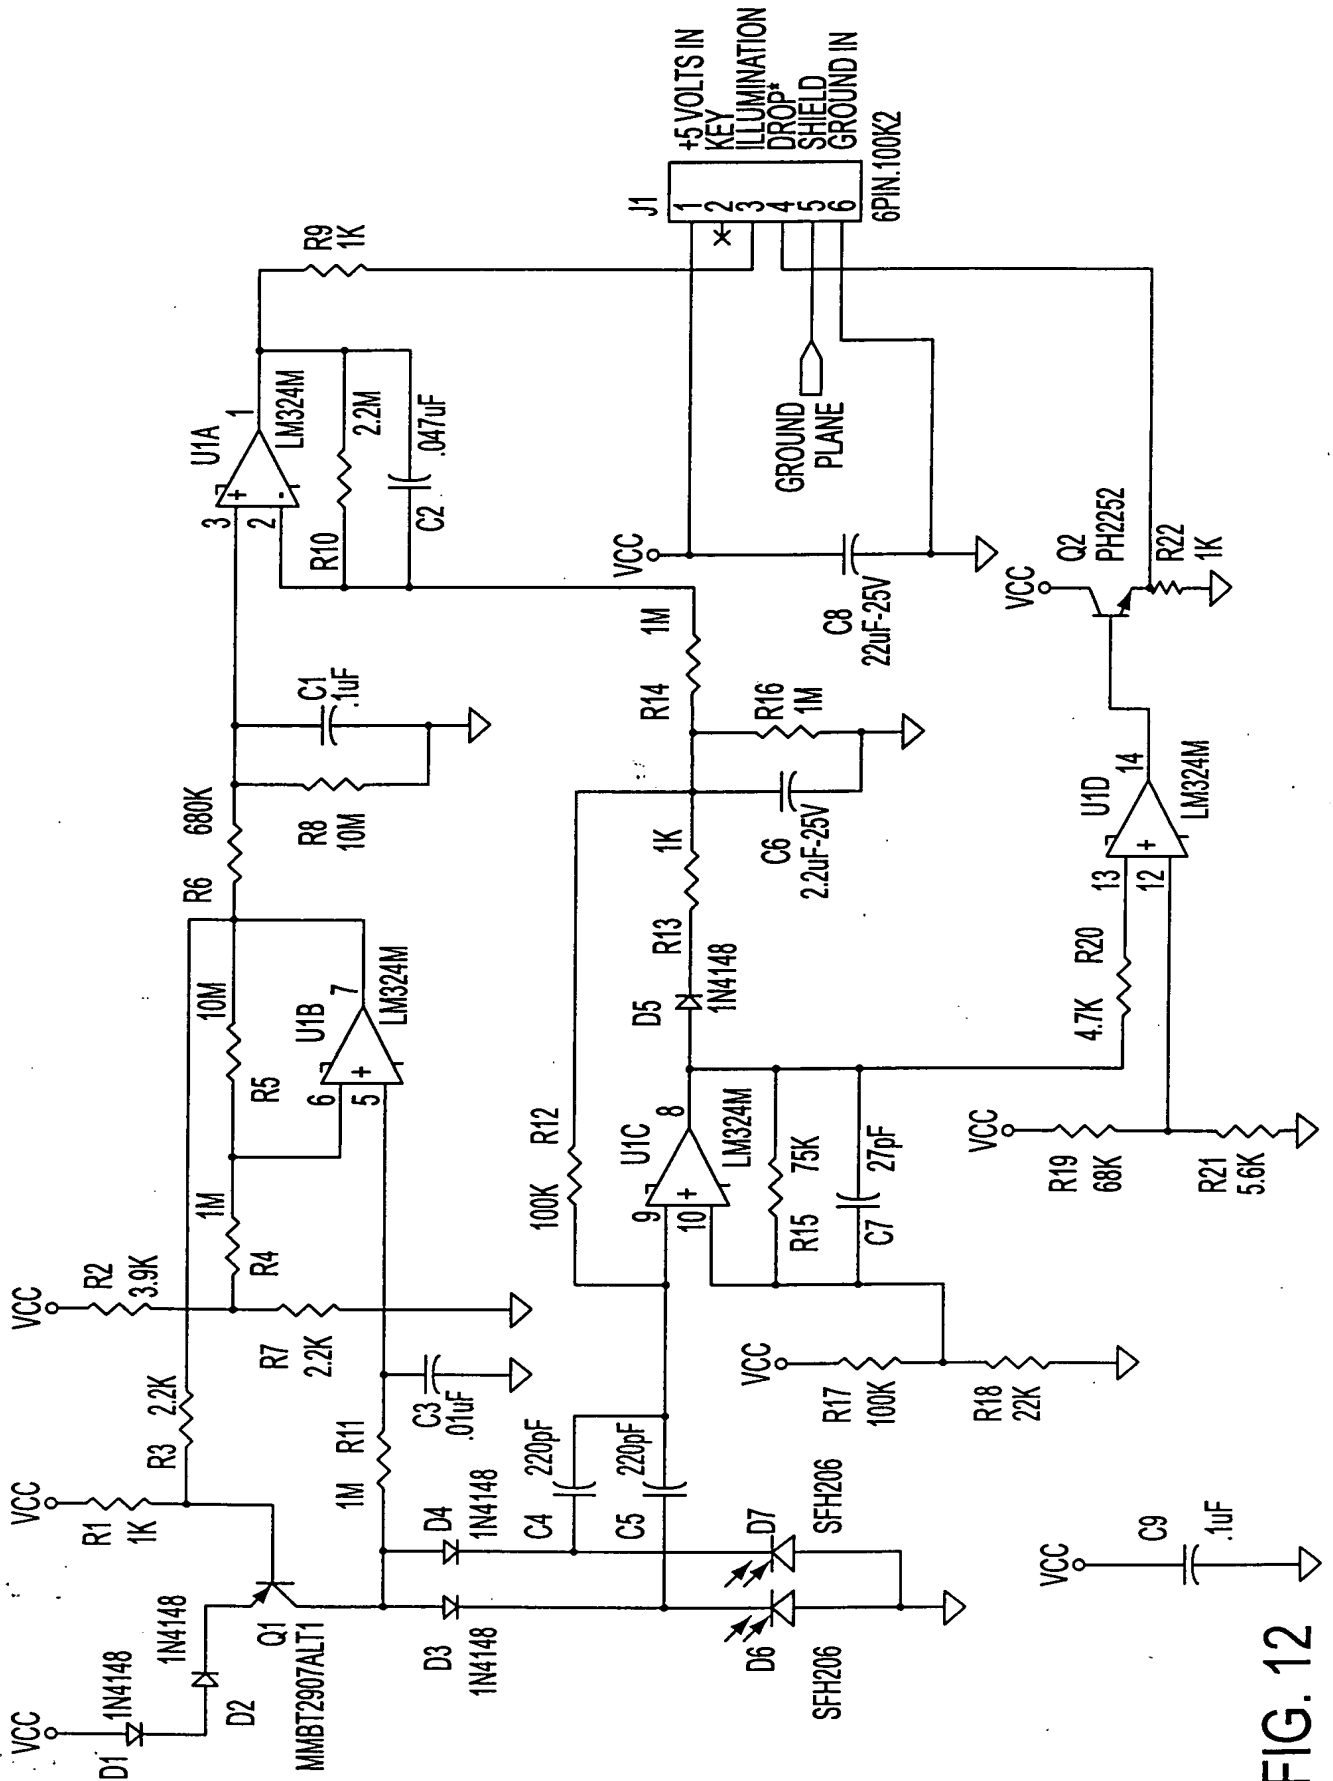 VCC
D1
1N4148
D2
1N4148
VCC
R1
1K
Q1
MMBT2907ALT1
R3
2.2K
VCC
R2
3.9K
R7
2.2K
R4
1M
R5
10M
6
5
+
U1B
7
LM324M
R6
680K
R8
10M
C1
.1uF
3
2
+
-
U1A
1
LM324M
R10
2.2M
C2
.047uF
R9
1K
J1
1
2
3
4
5
6
+5 VOLTS IN
KEY
ILLUMINATION
DROP*
SHIELD
GROUND IN
6PIN.100K2
GROUND
PLANE
VCC
C8
22uF-25V
1M
R11
C3
.01uF
D3
1N4148
D4
1N4148
C4
220pF
C5
220pF
D6
SFH206
D7
SFH206
100K
R12
9
10
+
U1C
8
LM324M
R15
75K
C7
27pF
D5
1N4148
R13
1K
C6
2.2uF-25V
R14
1M
R16
1M
VCC
R17
100K
R18
22K
VCC
R19
68K
R21
5.6K
4.7K
R20
13
12
+
U1D
14
LM324M
VCC
Q2
PH2252
R22
1K
VCC
C9
.1uF
FIG. 12